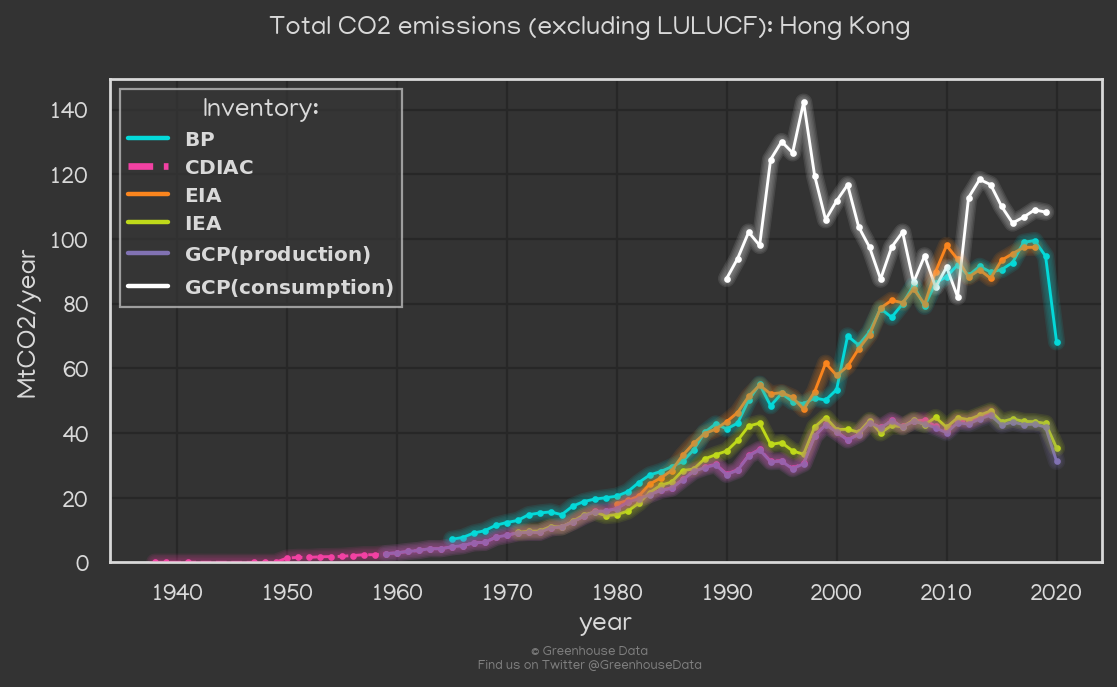 Total CO2 emissions (excluding LULUCF): Hong Kong
Inventory:
BP
CDIAC
EIA
IEA
GCP(production)
GCP(consumption)
MtCO2/year
140
120
100
80
60
40
20
0
1940 1950 1960 1970 1980 1990 2000 2010 2020
year
© Greenhouse Data
Find us on Twitter @GreenhouseData